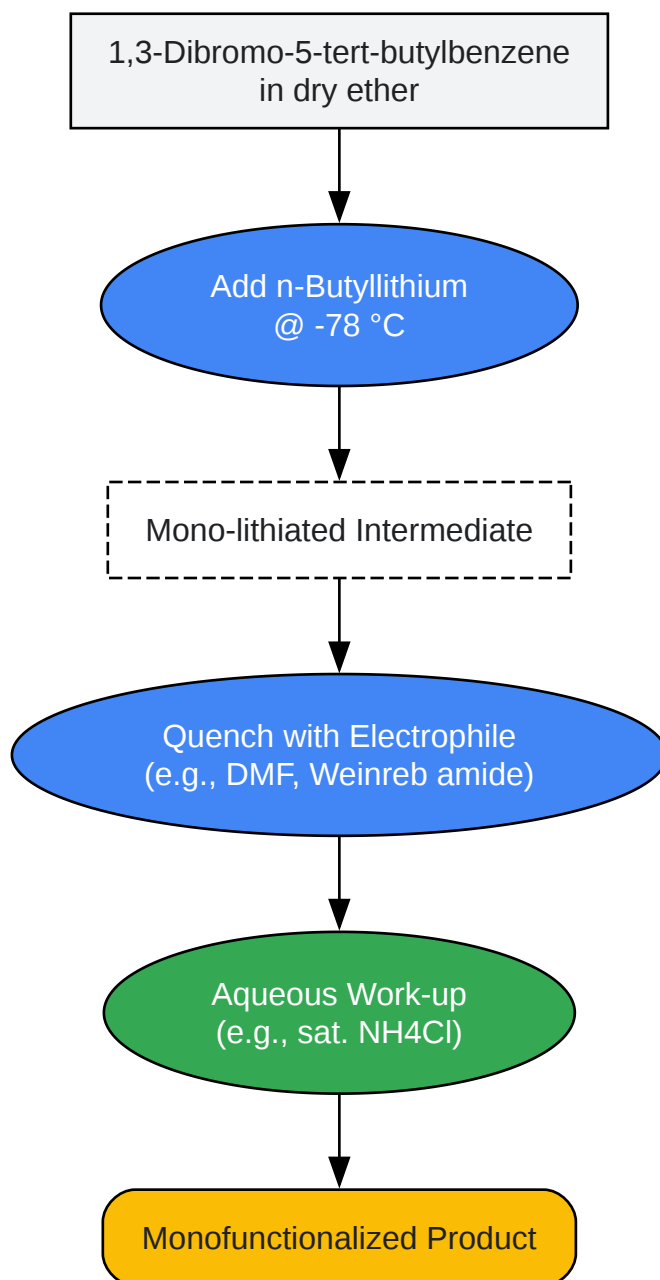 1,3-Dibromo-5-tert-butylbenzene
in dry ether
Add n-Butyllithium
@ -78 °C
Mono-lithiated Intermediate
Quench with Electrophile
(e.g., DMF, Weinreb amide)
Aqueous Work-up
(e.g., sat. NH4Cl)
Monofunctionalized Product